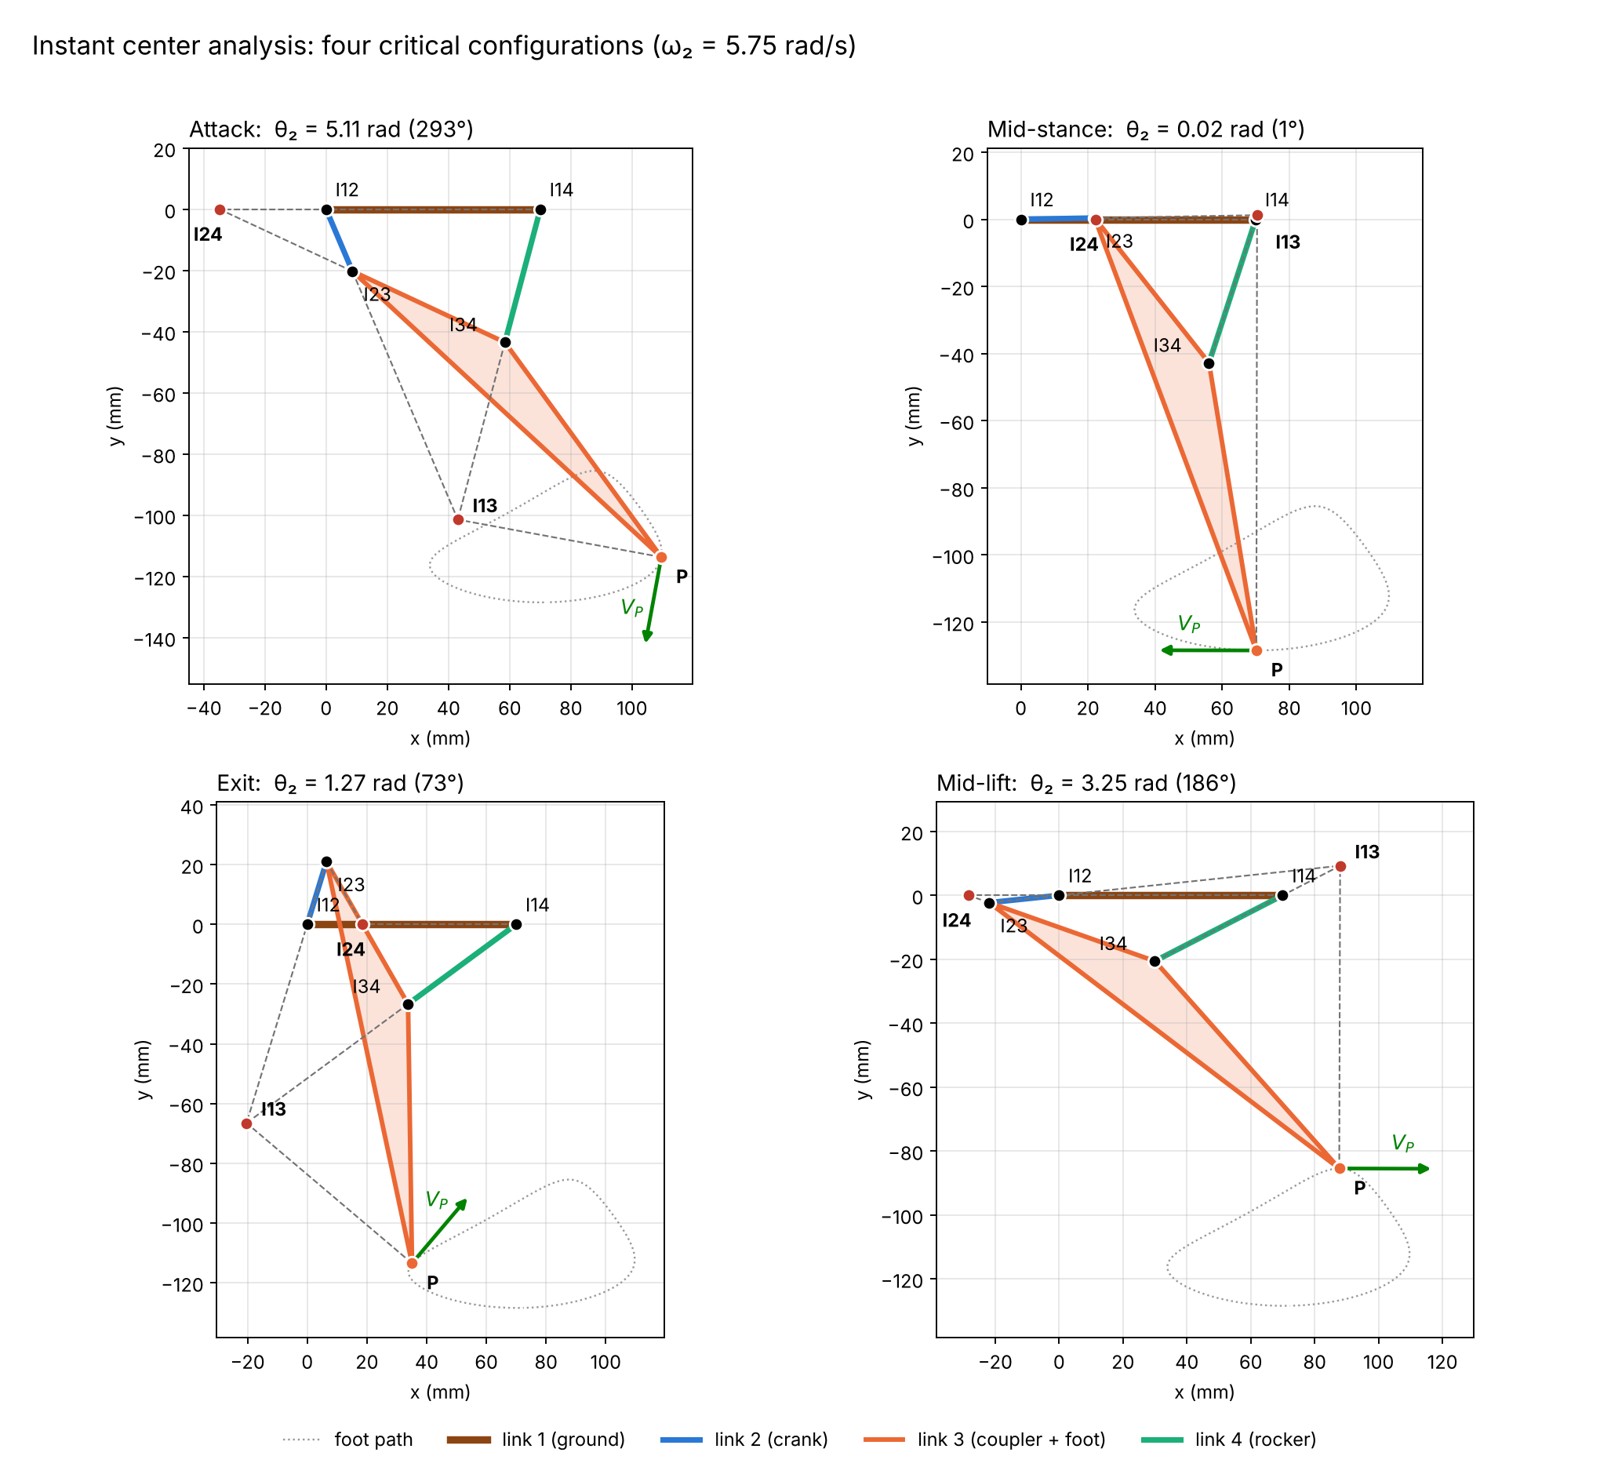 Instant center analysis: four critical configurations (ω₂ = 5.75 rad/s)
Attack:  θ₂ = 5.11 rad (293°)
20
0
−20
−40
−60
−80
−100
−120
−140
y (mm)
I12
I14
I24
I23
I34
I13
P
V_P
−40
−20
0
20
40
60
80
100
x (mm)
Mid-stance:  θ₂ = 0.02 rad (1°)
20
0
−20
−40
−60
−80
−100
−120
y (mm)
I12
I14
I24
I23
I13
I34
V_P
P
0
20
40
60
80
100
x (mm)
Exit:  θ₂ = 1.27 rad (73°)
40
20
0
−20
−40
−60
−80
−100
−120
y (mm)
I23
I12
I14
I24
I34
I13
V_P
P
−20
0
20
40
60
80
100
x (mm)
Mid-lift:  θ₂ = 3.25 rad (186°)
20
0
−20
−40
−60
−80
−100
−120
y (mm)
I13
I12
I14
I24
I23
I34
V_P
P
−20
0
20
40
60
80
100
120
x (mm)
foot path
link 1 (ground)
link 2 (crank)
link 3 (coupler + foot)
link 4 (rocker)